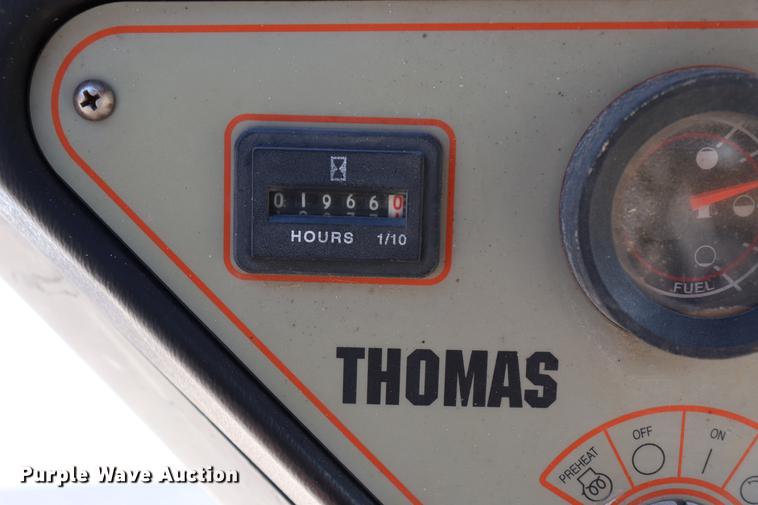 019660
HOURS 1/10
FUEL
THOMAS
PREHEAT
OFF
ON
Purple Wave Auction